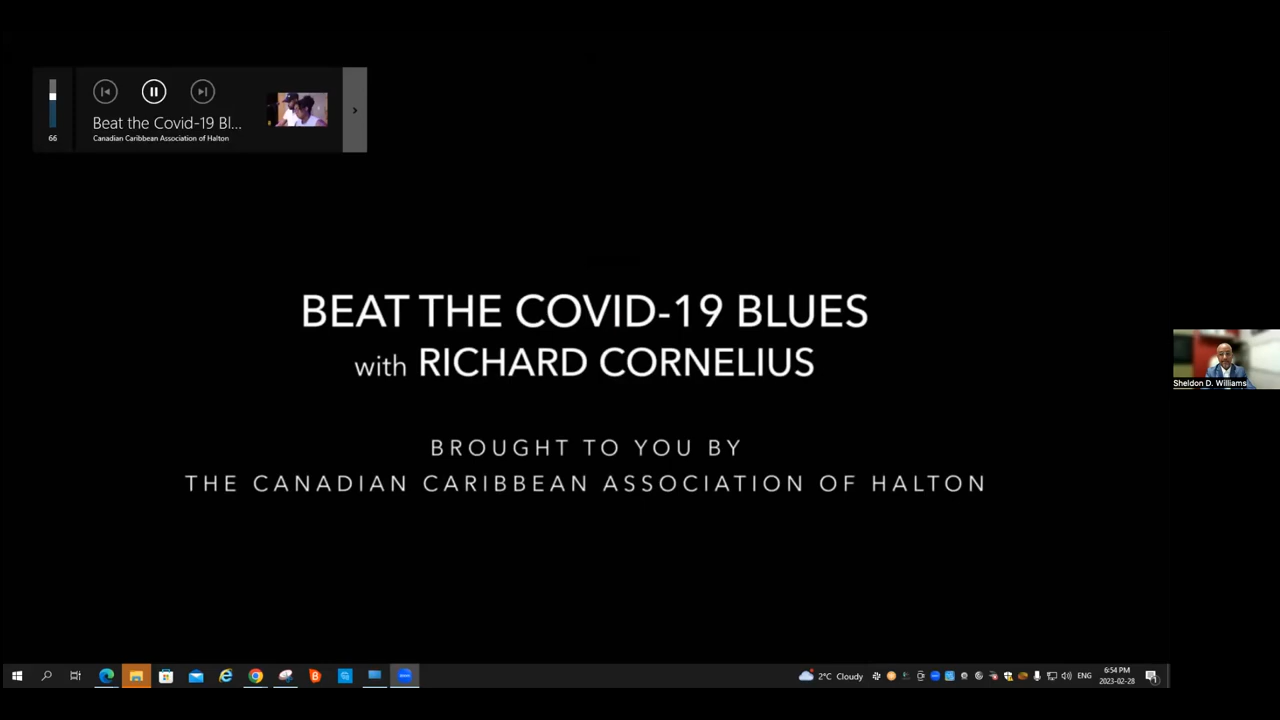 Beat the Covid-19 Bl...
Canadian Caribbean Association of Halton
66
BEAT THE COVID-19 BLUES
with RICHARD CORNELIUS
BROUGHT TO YOU BY
THE CANADIAN CARIBBEAN ASSOCIATION OF HALTON
Sheldon D. Williams
2°C Cloudy
ENG
6:54 PM
2023-02-28
1